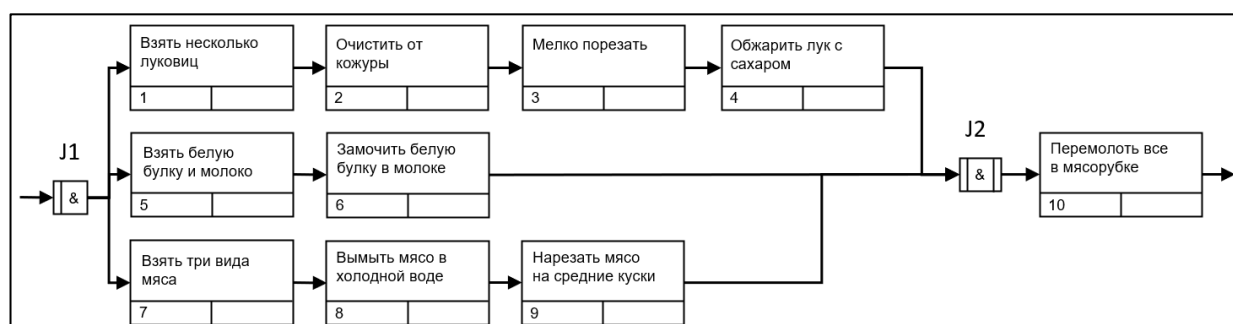 Взять несколько
луковиц
1
Очистить от
кожуры
2
Мелко порезать
3
Обжарить лук с
сахаром
4
J1
&
Взять белую
булку и молоко
5
Замочить белую
булку в молоке
6
J2
&
Перемолоть все
в мясорубке
10
Взять три вида
мяса
7
Вымыть мясо в
холодной воде
8
Нарезать мясо
на средние куски
9